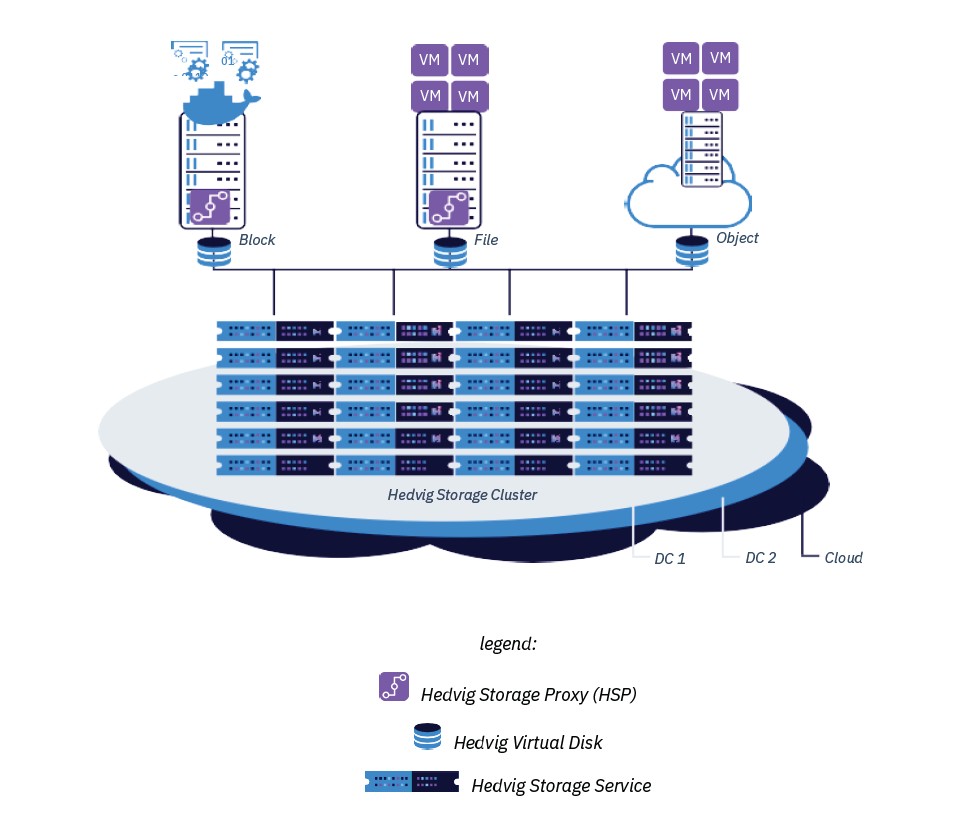 01
VM VM
VM VM
VM VM
VM VM
Block
File
Object
Hedvig Storage Cluster
DC 1
DC 2
Cloud
legend:
Hedvig Storage Proxy (HSP)
Hedvig Virtual Disk
Hedvig Storage Service